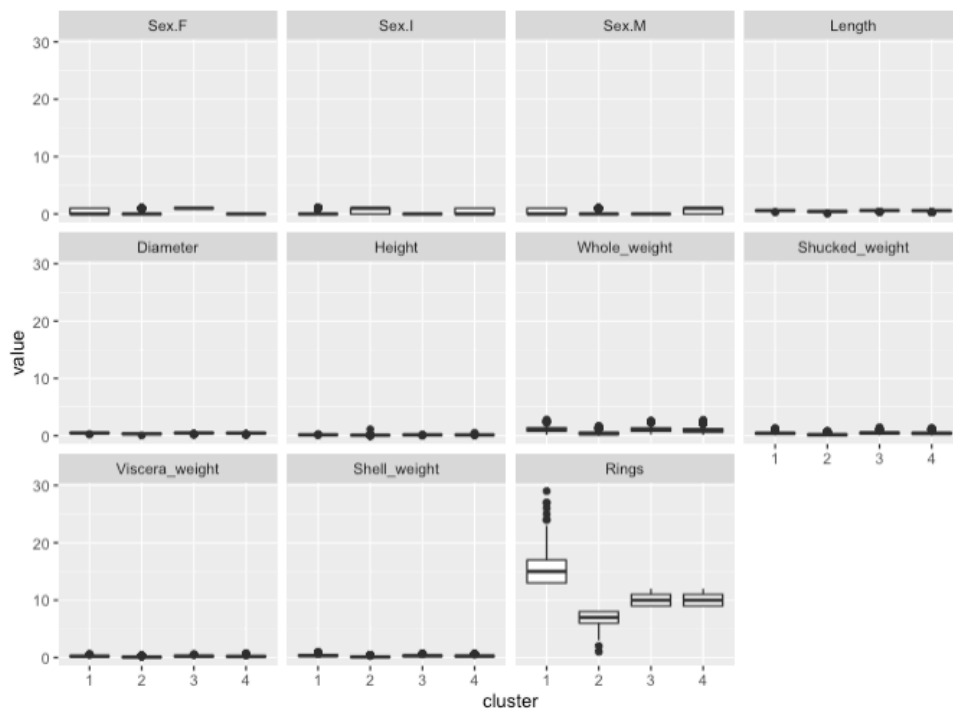 Sex.F Sex.I Sex.M Length
30
20
10
0
Diameter Height Whole_weight Shucked_weight
30
20
10
0
1 2 3 4
Viscera_weight Shell_weight Rings
30
20
10
0
1 2 3 4 1 2 3 4 1 2 3 4
value
cluster